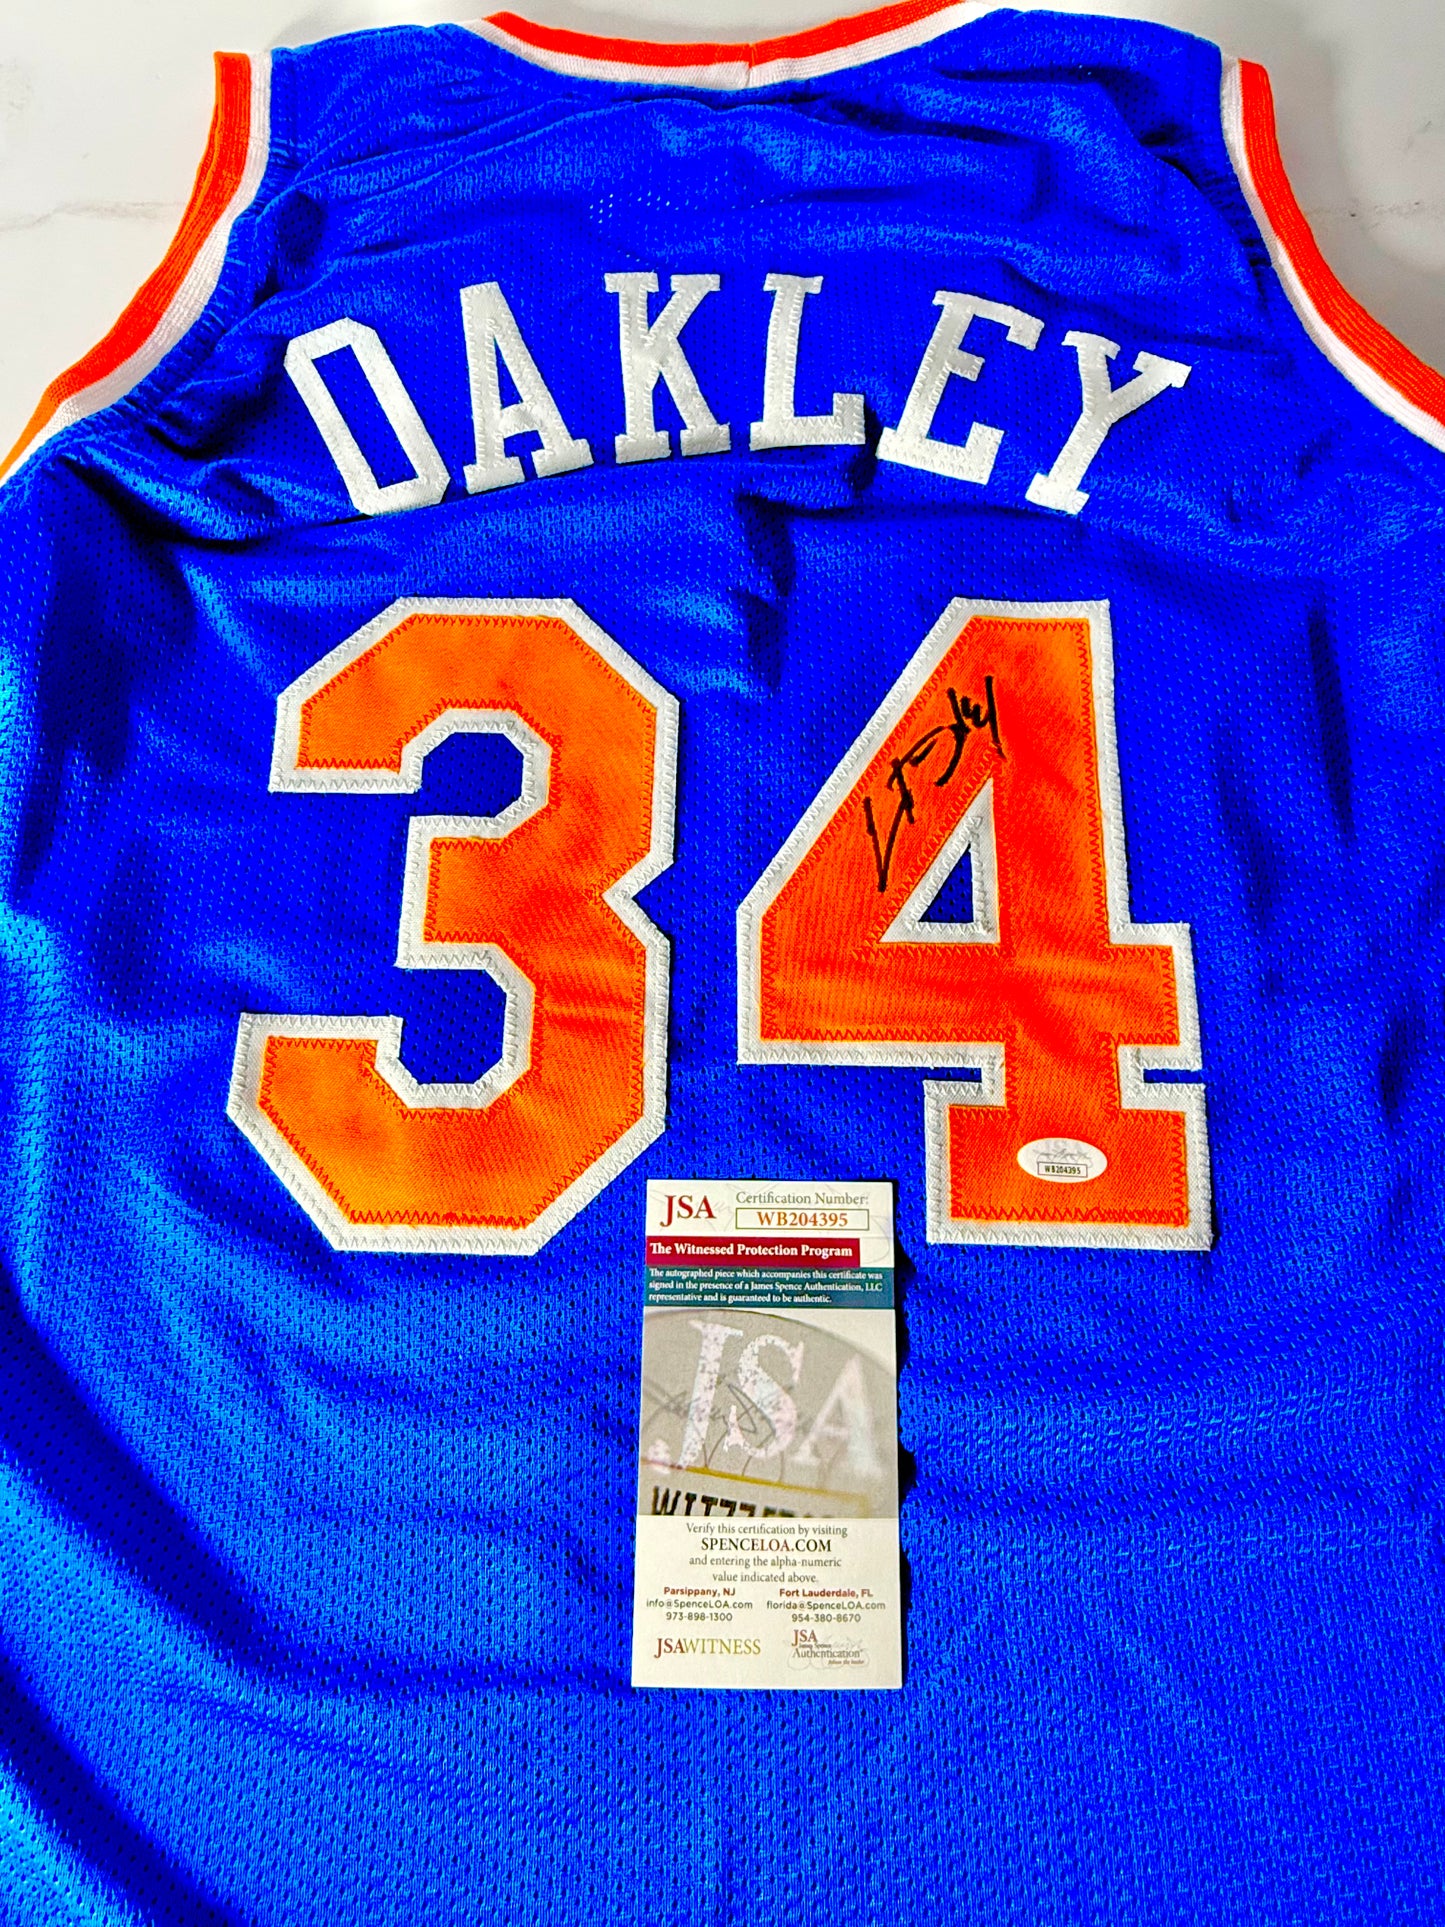 OAKLEY
34
WB204395
JSA
Certification Number:
WB204395
The Witnessed Protection Program
The autographed piece which accompanies this certificate was
signed in the presence of a James Spence Authentication, LLC
representative and is guaranteed to be authentic.
JSA
Verify this certification by visiting
SPENCELOA.COM
and entering the alpha-numeric
value indicated above.
Parsippany, NJ
info@SpenceLOA.com
973-898-1300
Fort Lauderdale, FL
florida@SpenceLOA.com
954-380-8670
JSAWITNESS
JSA
James Spence
Authentication